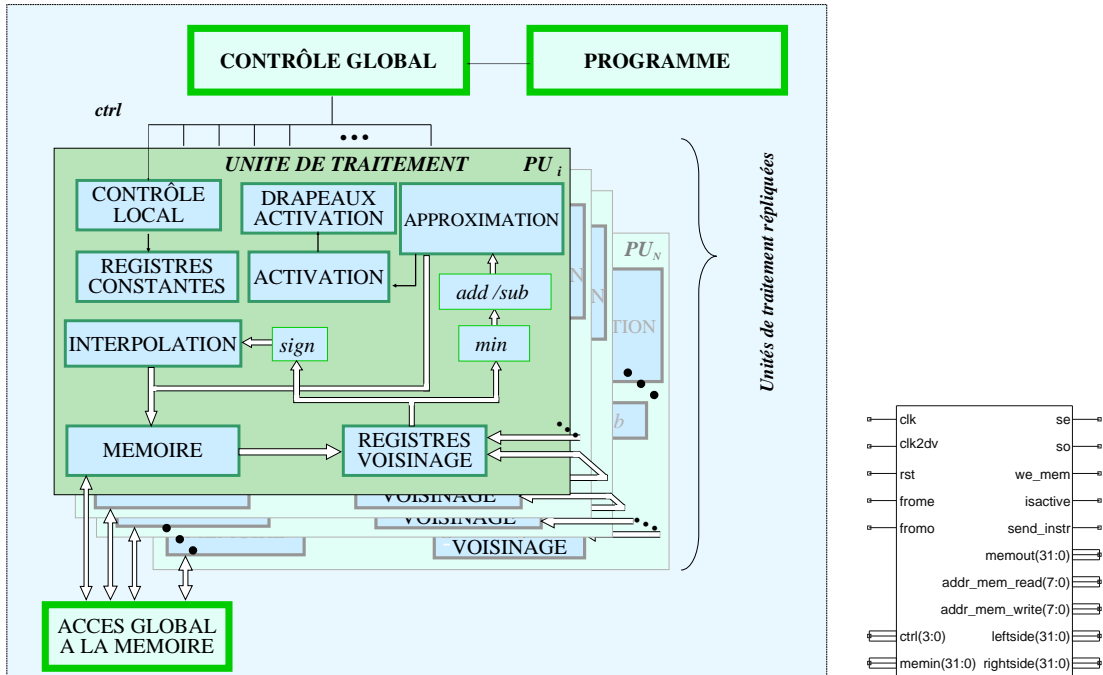 CONTRÔLE GLOBAL
PROGRAMME
ctrl
UNITE DE TRAITEMENT
PU i
CONTRÔLE
LOCAL
DRAPEAUX
ACTIVATION
APPROXIMATION
REGISTRES
CONSTANTES
ACTIVATION
add /sub
INTERPOLATION
sign
min
MEMOIRE
REGISTRES
VOISINAGE
PU N
N
N
TION
b
VOISINAGE
VOISINAGE
VOISINAGE
Unités de traitement répliquées
ACCES GLOBAL
A LA MEMOIRE
clk
clk2dv
rst
frome
fromo
ctrl(3:0)
memin(31:0)
se
so
we_mem
isactive
send_instr
memout(31:0)
addr_mem_read(7:0)
addr_mem_write(7:0)
leftside(31:0)
rightside(31:0)